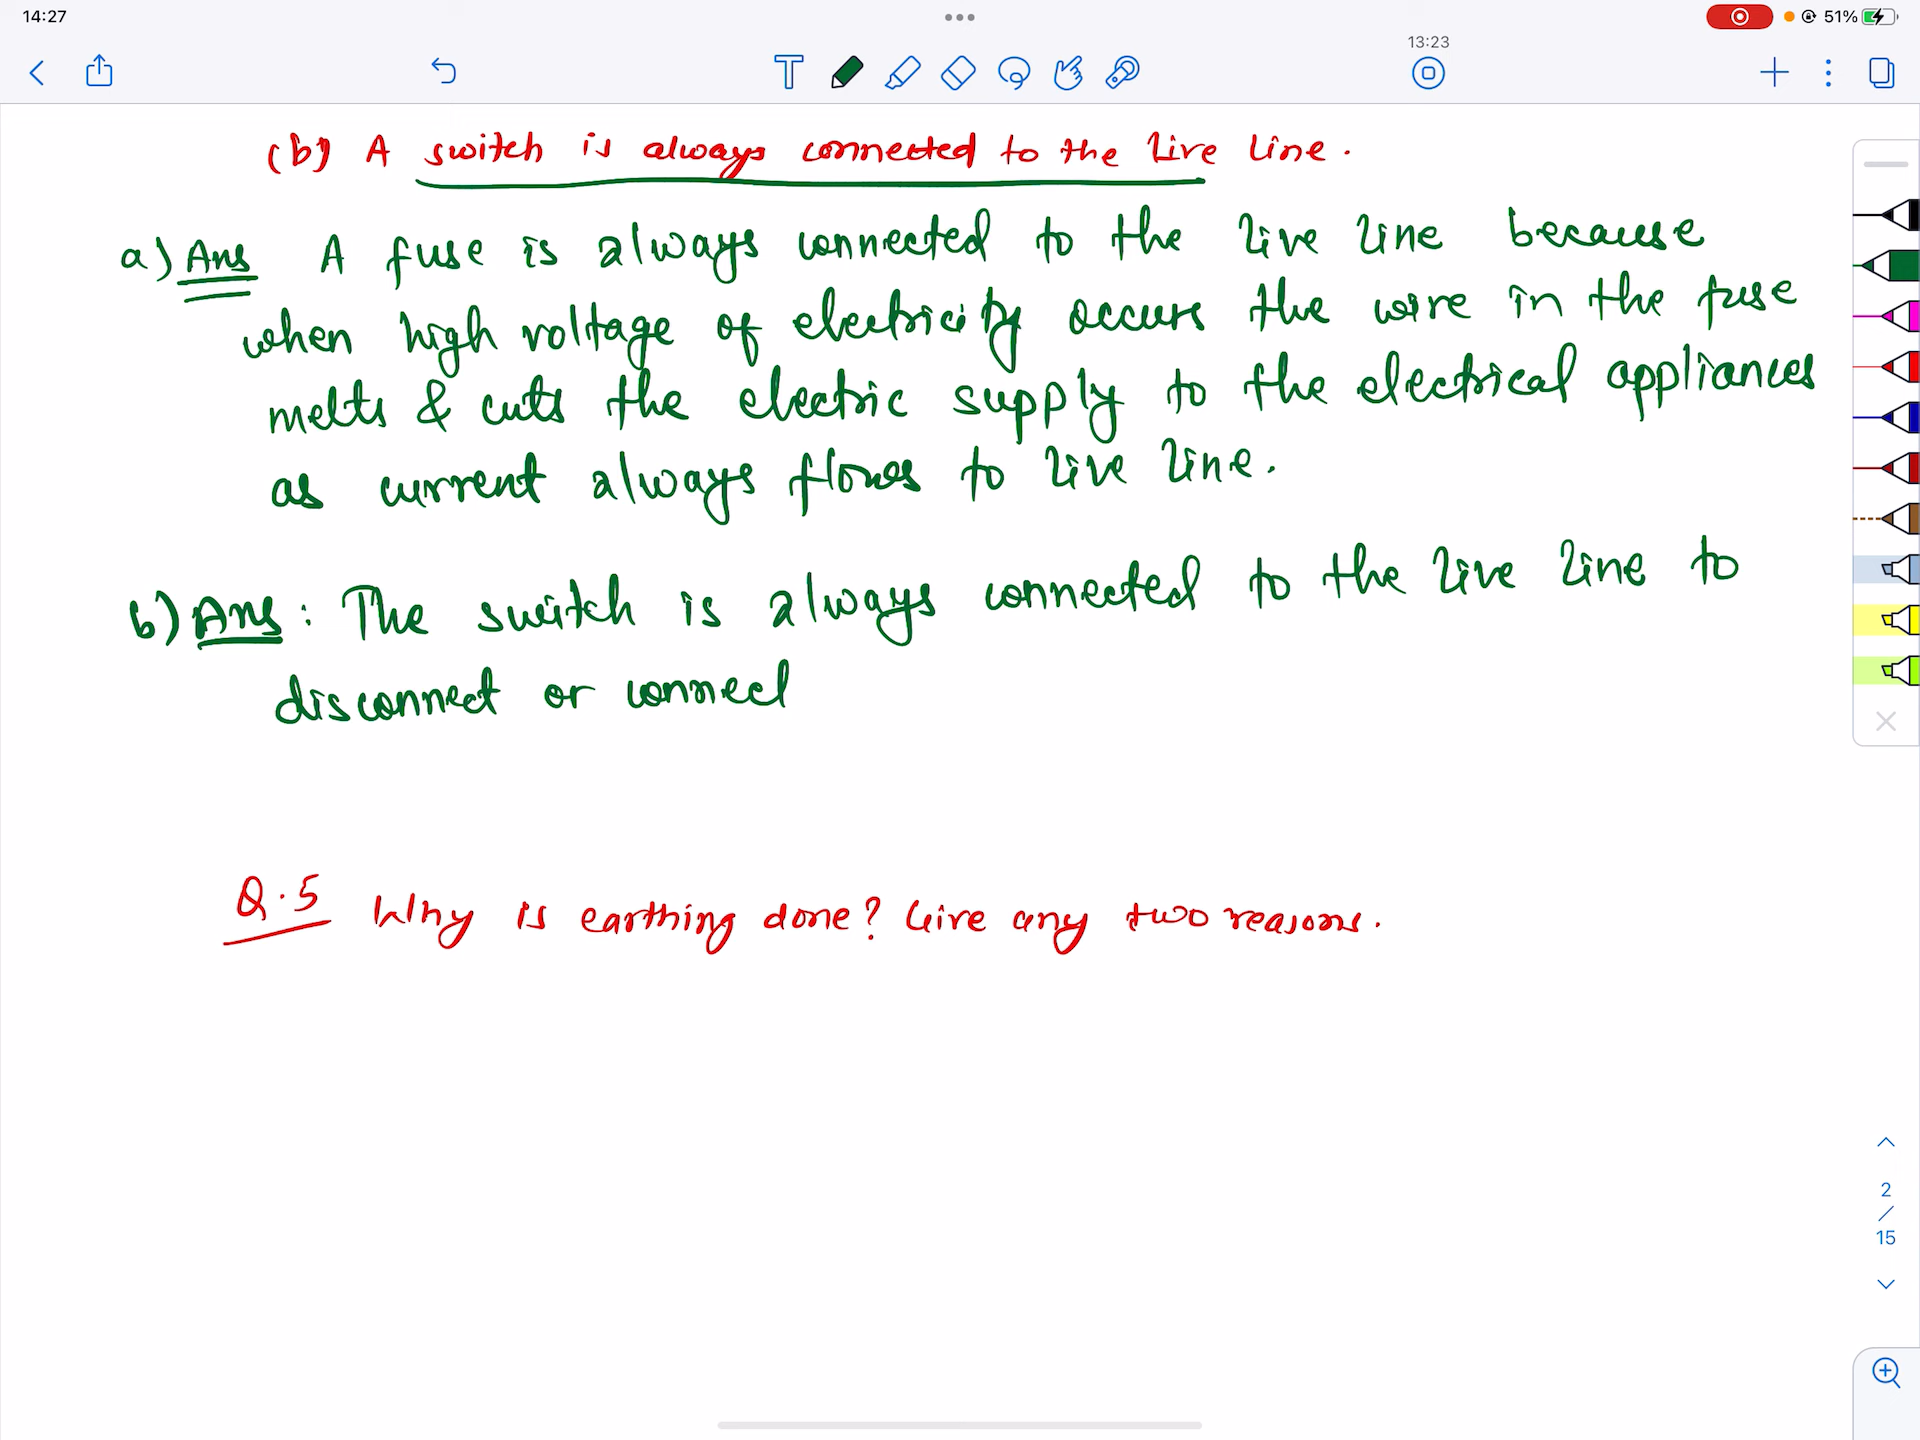 14:27
51%
13:23
(b) A switch is always connected to the Live Line.
a) Ans A fuse is always connected to the live line because
when high voltage of electricity occurs the wire in the fuse
melts & cuts the electric supply to the electrical appliances
as current always flows to live line.
b) Ans : The switch is always connected to the live line to
disconnect or connect
Q.5 Why is earthing done? Give any two reasons.
2
/
15